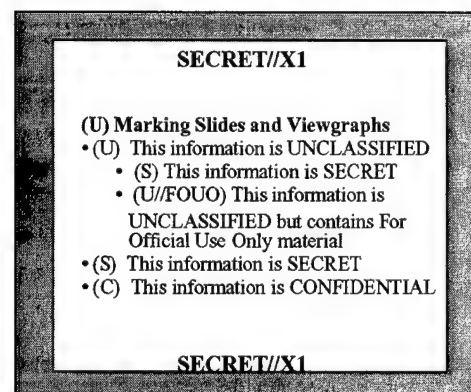 SECRET//X1
(U) Marking Slides and Viewgraphs
• (U) This information is UNCLASSIFIED
• (S) This information is SECRET
• (U//FOUO) This information is
UNCLASSIFIED but contains For
Official Use Only material
• (S) This information is SECRET
• (C) This information is CONFIDENTIAL
SECRET//X1